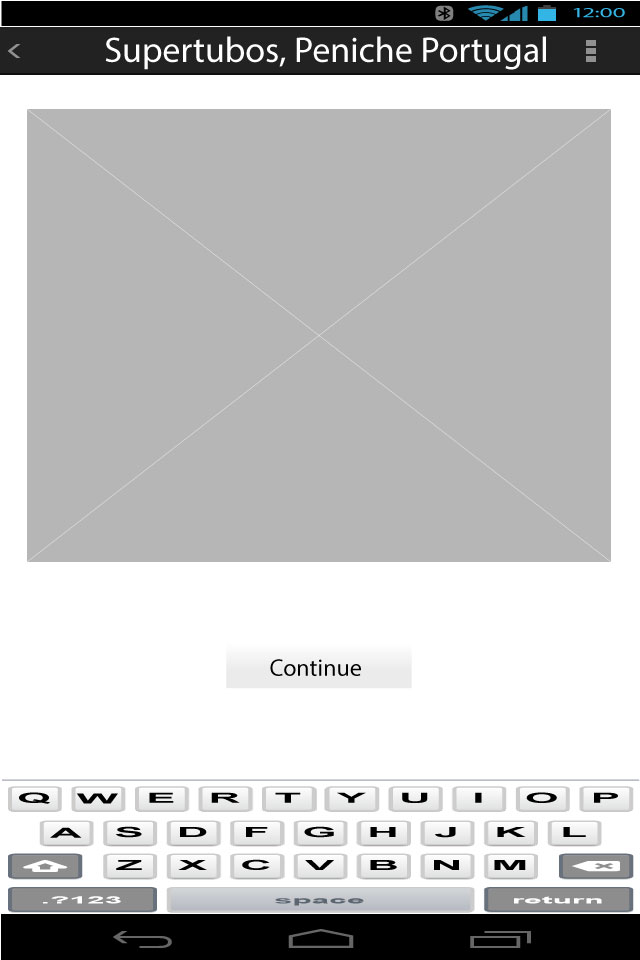 12:00
Supertubos, Peniche Portugal
Continue
Q W E R T Y U I O P
A S D F G H J K L
Z X C V B N M
.?123 space return